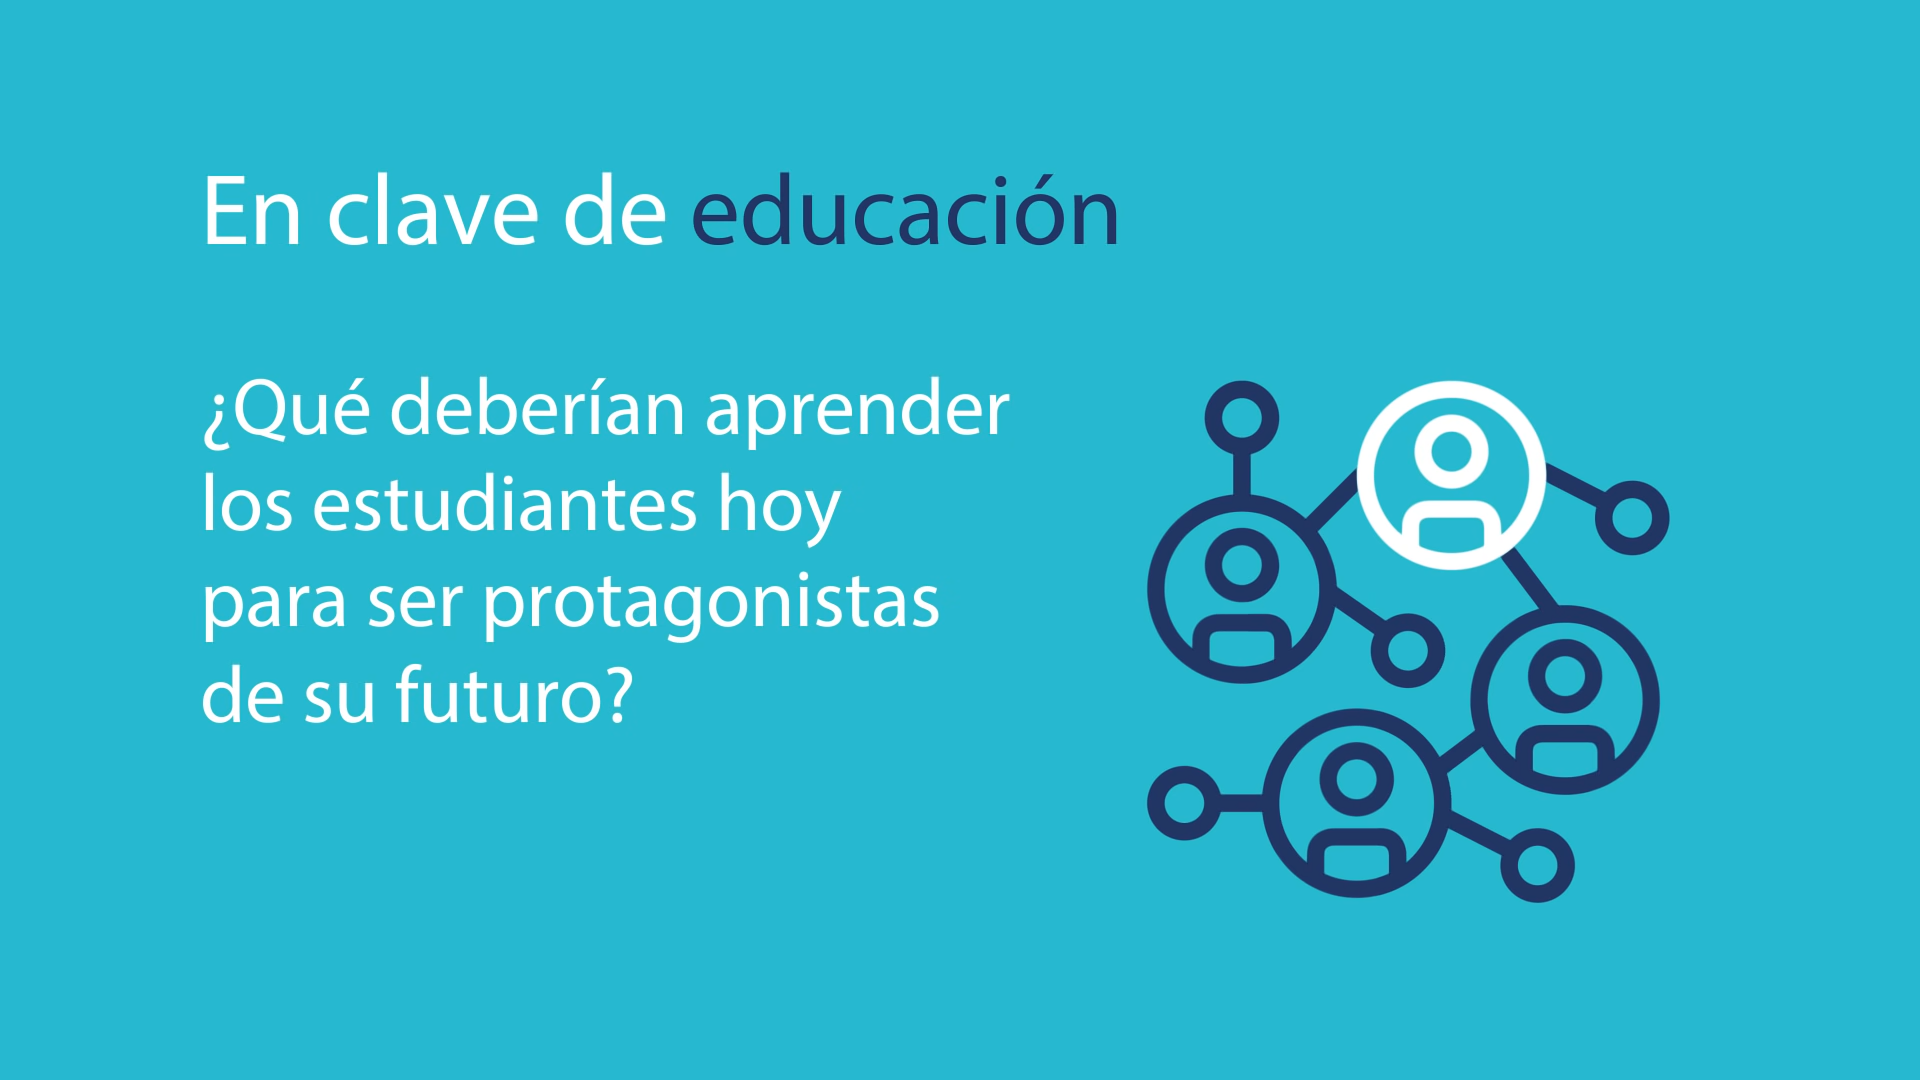 En clave de educación
¿Qué deberían aprender
los estudiantes hoy
para ser protagonistas
de su futuro?